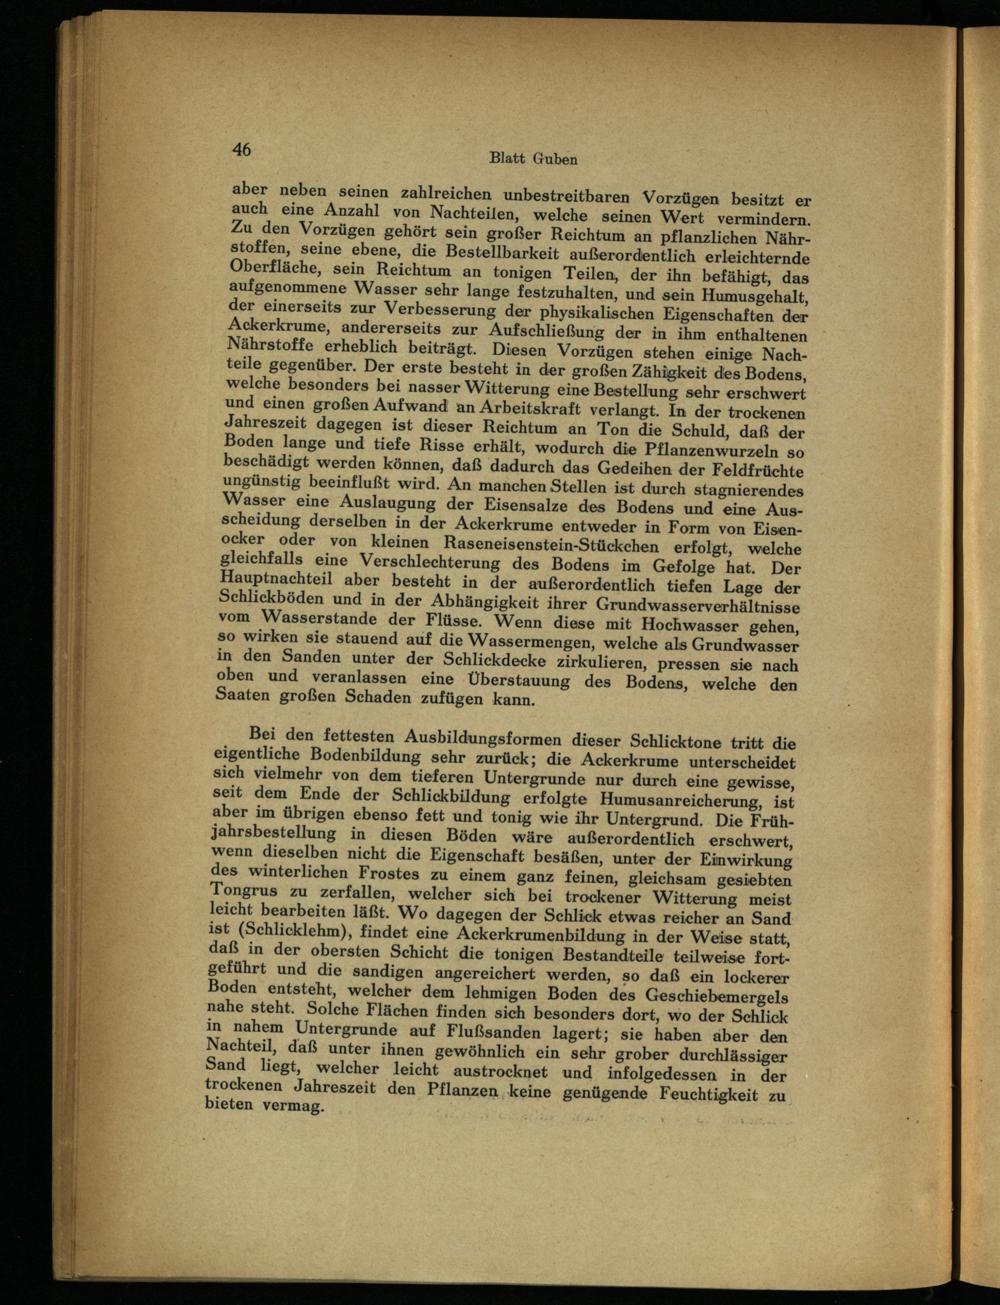 46
Blatt Guben
aber neben seinen zahlreichen unbestreitbaren Vorzügen besitzt er
auch eine Anzahl von Nachteilen, welche seinen Wert vermindern.
Zu den Vorzügen gehört sein großer Reichtum an pflanzlichen Nähr-
stoffen, seine ebene, die Bestellbarkeit außerordentlich erleichternde
Oberfläche, sein Reichtum an tonigen Teilen, der ihn befähigt, das
aufgenommene Wasser sehr lange festzuhalten, und sein Humusgehalt,
der einerseits zur Verbesserung der physikalischen Eigenschaften der
Ackerkrume, andererseits zur Aufschließung der in ihm enthaltenen
Nährstoffe erheblich beiträgt. Diesen Vorzügen stehen einige Nach-
teile gegenüber. Der erste besteht in der großen Zähigkeit des Bodens,
welche besonders bei nasser Witterung eine Bestellung sehr erschwert
und einen großen Aufwand an Arbeitskraft verlangt. In der trockenen
Jahreszeit dagegen ist dieser Reichtum an Ton die Schuld, daß der
Boden lange und tiefe Risse erhält, wodurch die Pflanzenwurzeln so
beschädigt werden können, daß dadurch das Gedeihen der Feldfrüchte
ungünstig beeinflußt wird. An manchen Stellen ist durch stagnierendes
Wasser eine Auslaugung der Eisensalze des Bodens und eine Aus-
scheidung derselben in der Ackerkrume entweder in Form von Eisen-
ocker oder von kleinen Raseneisenstein-Stückchen erfolgt, welche
gleichfalls eine Verschlechterung des Bodens im Gefolge hat. Der
Hauptnachteil aber besteht in der außerordentlich tiefen Lage der
Schlickböden und in der Abhängigkeit ihrer Grundwasserverhältnisse
vom Wasserstande der Flüsse. Wenn diese mit Hochwasser gehen,
so wirken sie stauend auf die Wassermengen, welche als Grundwasser
in den Sanden unter der Schlickdecke zirkulieren, pressen sie nach
oben und veranlassen eine Überstauung des Bodens, welche den
Saaten großen Schaden zufügen kann.
Bei den fettesten Ausbildungsformen dieser Schlicktone tritt die
eigentliche Bodenbildung sehr zurück; die Ackerkrume unterscheidet
sich vielmehr von dem tieferen Untergrunde nur durch eine gewisse,
seit dem Ende der Schlickbildung erfolgte Humusanreicherung, ist
aber im übrigen ebenso fett und tonig wie ihr Untergrund. Die Früh-
jahrsbestellung in diesen Böden wäre außerordentlich erschwert,
wenn dieselben nicht die Eigenschaft besäßen, unter der Einwirkung
des winterlichen Frostes zu einem ganz feinen, gleichsam gesiebten
Tongrus zu zerfallen, welcher sich bei trockener Witterung meist
leicht bearbeiten läßt. Wo dagegen der Schlick etwas reicher an Sand
ist (Schlicklehm), findet eine Ackerkrumenbildung in der Weise statt,
daß in der obersten Schicht die tonigen Bestandteile teilweise fort-
geführt und die sandigen angereichert werden, so daß ein lockerer
Boden entsteht, welcher dem lehmigen Boden des Geschiebemergels
nahe steht. Solche Flächen finden sich besonders dort, wo der Schlick
in nahem Untergrunde auf Flußsanden lagert; sie haben aber den
Nachteil, daß unter ihnen gewöhnlich ein sehr grober durchlässiger
Sand liegt, welcher leicht austrocknet und infolgedessen in der
trockenen Jahreszeit den Pflanzen keine genügende Feuchtigkeit zu
bieten vermag.